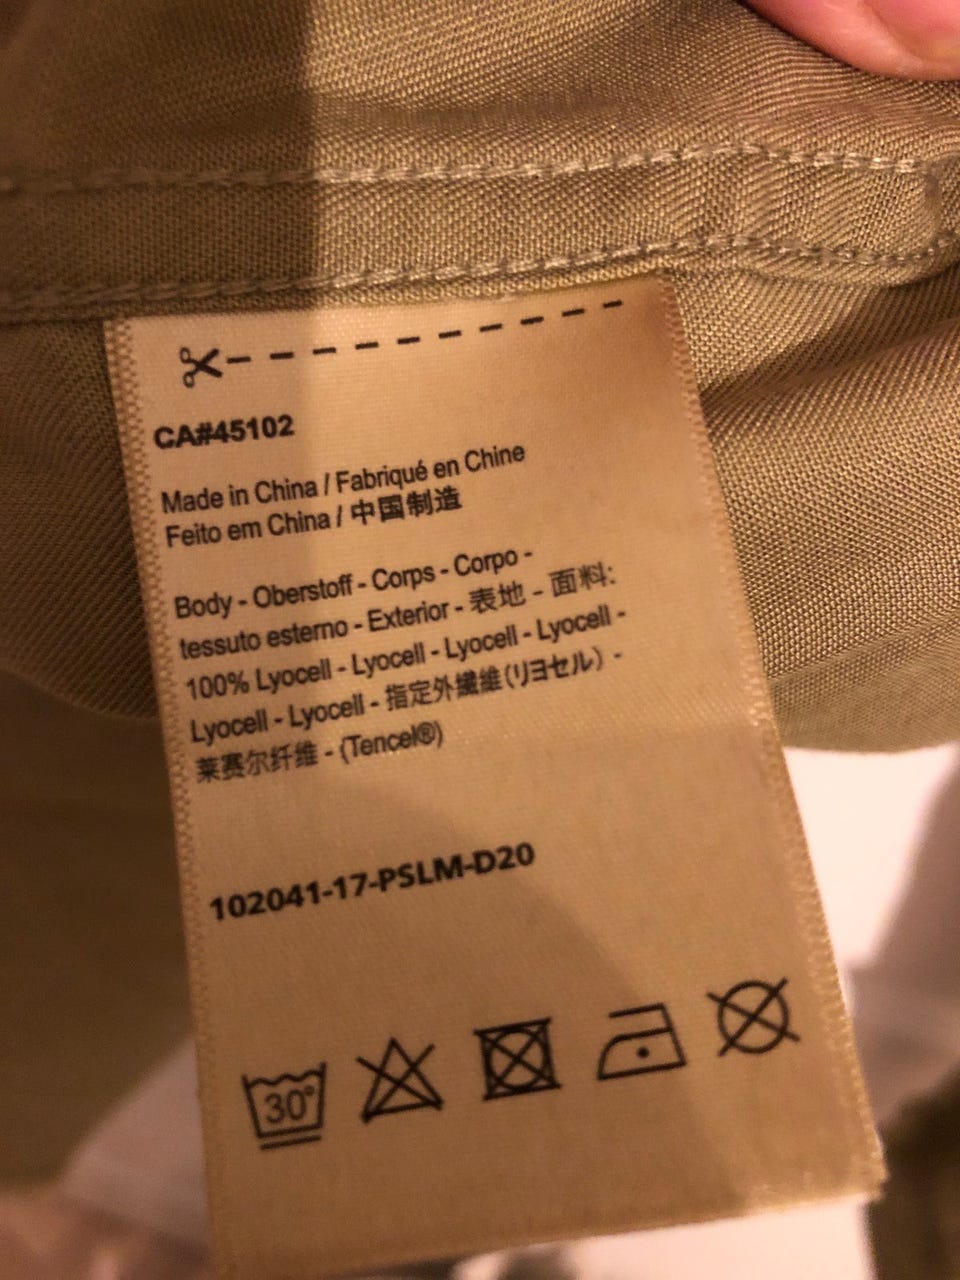 CA#45102
Made in China / Fabriqué en Chine
Feito em China / 中国制造
Body - Oberstoff - Corps - Corpo -
tessuto esterno - Exterior - 表地 - 面料:
100% Lyocell - Lyocell - Lyocell - Lyocell -
Lyocell - Lyocell - 指定外繊維(リヨセル) -
莱赛尔纤维 - (Tencel®)
102041-17-PSLM-D20
30°